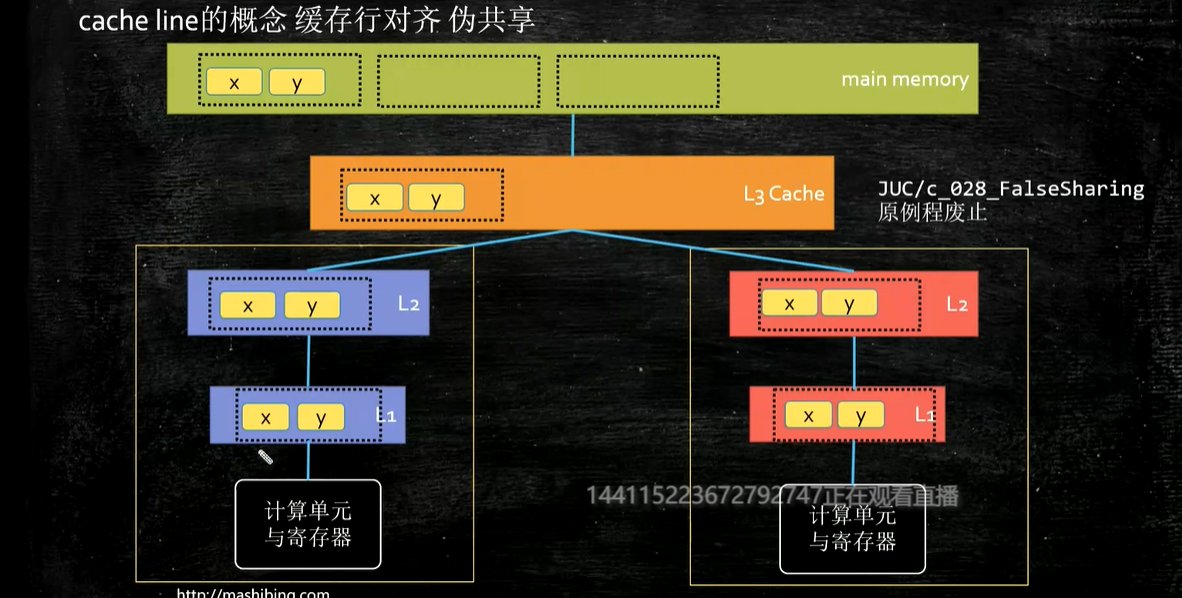 cache line的概念 缓存行对齐 伪共享
x y
main memory
x y
L3 Cache
JUC/c_028_FalseSharing
原例程废止
x y
L2
x y
L2
x y
L1
x y
L1
144115223672792747正在观看直播
计算单元
与寄存器
计算单元
与寄存器
http://mashibing.com